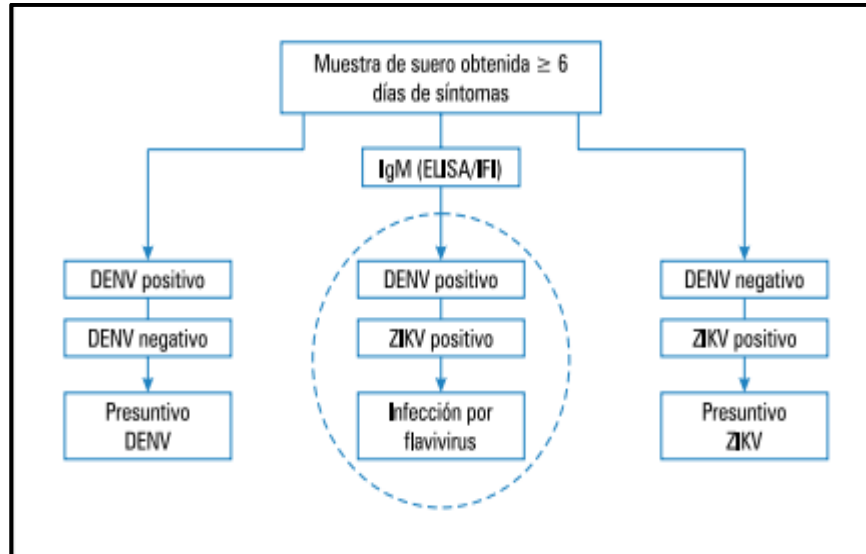 Muestra de suero obtenida ≥ 6
días de síntomas
IgM (ELISA/IFI)
DENV positivo
DENV negativo
Presuntivo
DENV
DENV positivo
ZIKV positivo
Infección por
flavivirus
DENV negativo
ZIKV positivo
Presuntivo
ZIKV